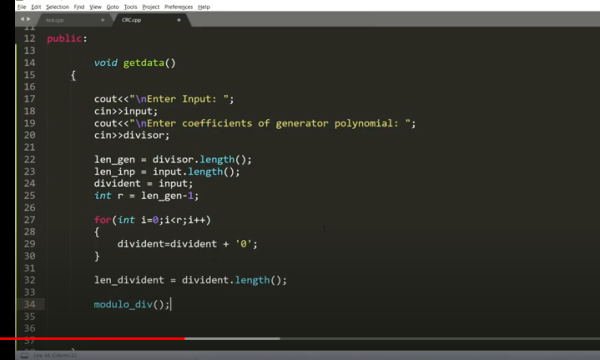 File Edit Selection Find View Goto Tools Project Preferences Help
test.cpp CRC.cpp
11
12 public:
13
14 void getdata()
15 {
16
17 cout<<"\nEnter Input: ";
18 cin>>input;
19 cout<<"\nEnter coefficients of generator polynomial: ";
20 cin>>divisor;
21
22 len_gen = divisor.length();
23 len_inp = input.length();
24 divident = input;
25 int r = len_gen-1;
26
27 for(int i=0;i<r;i++)
28 {
29 divident=divident + '0';
30 }
31
32 len_divident = divident.length();
33
34 modulo_div();
35
36
37 }